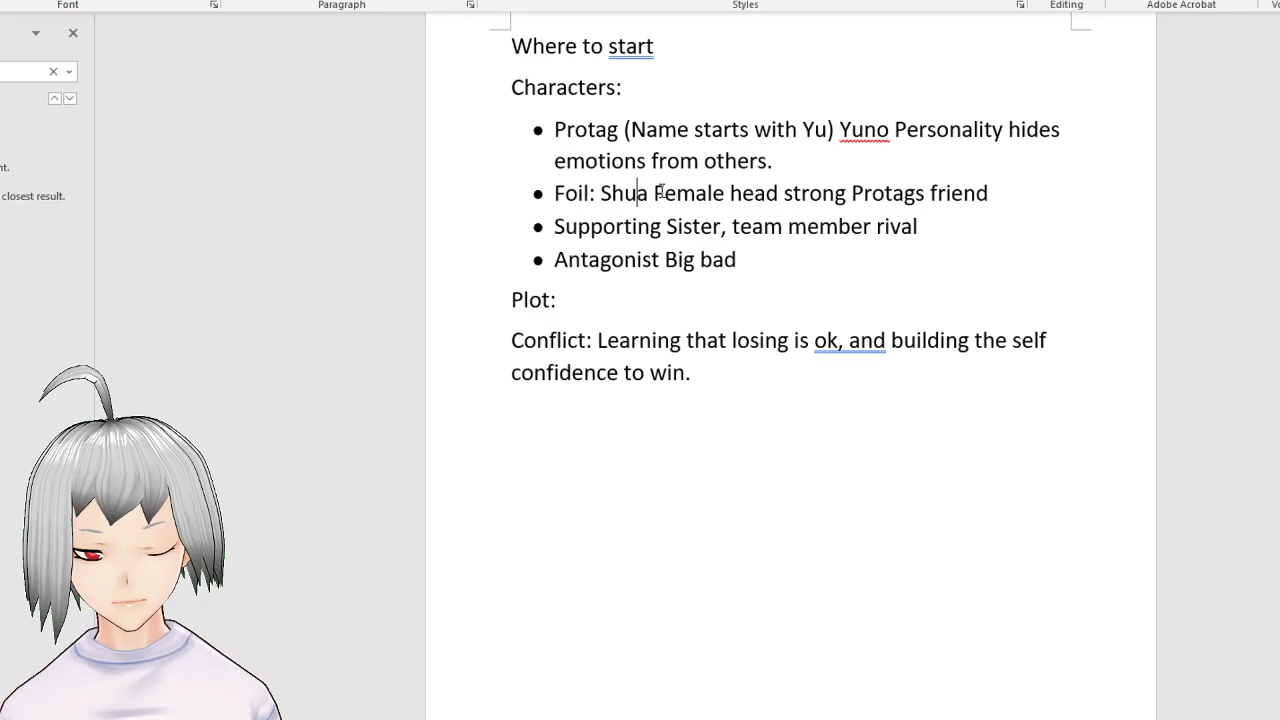 Font Paragraph Styles Editing Adobe Acrobat
Where to start
Characters:
• Protag (Name starts with Yu) Yuno Personality hides
emotions from others.
• Foil: Shua Female head strong Protags friend
• Supporting Sister, team member rival
• Antagonist Big bad
Plot:
Conflict: Learning that losing is ok, and building the self
confidence to win.
nt.
closest result.